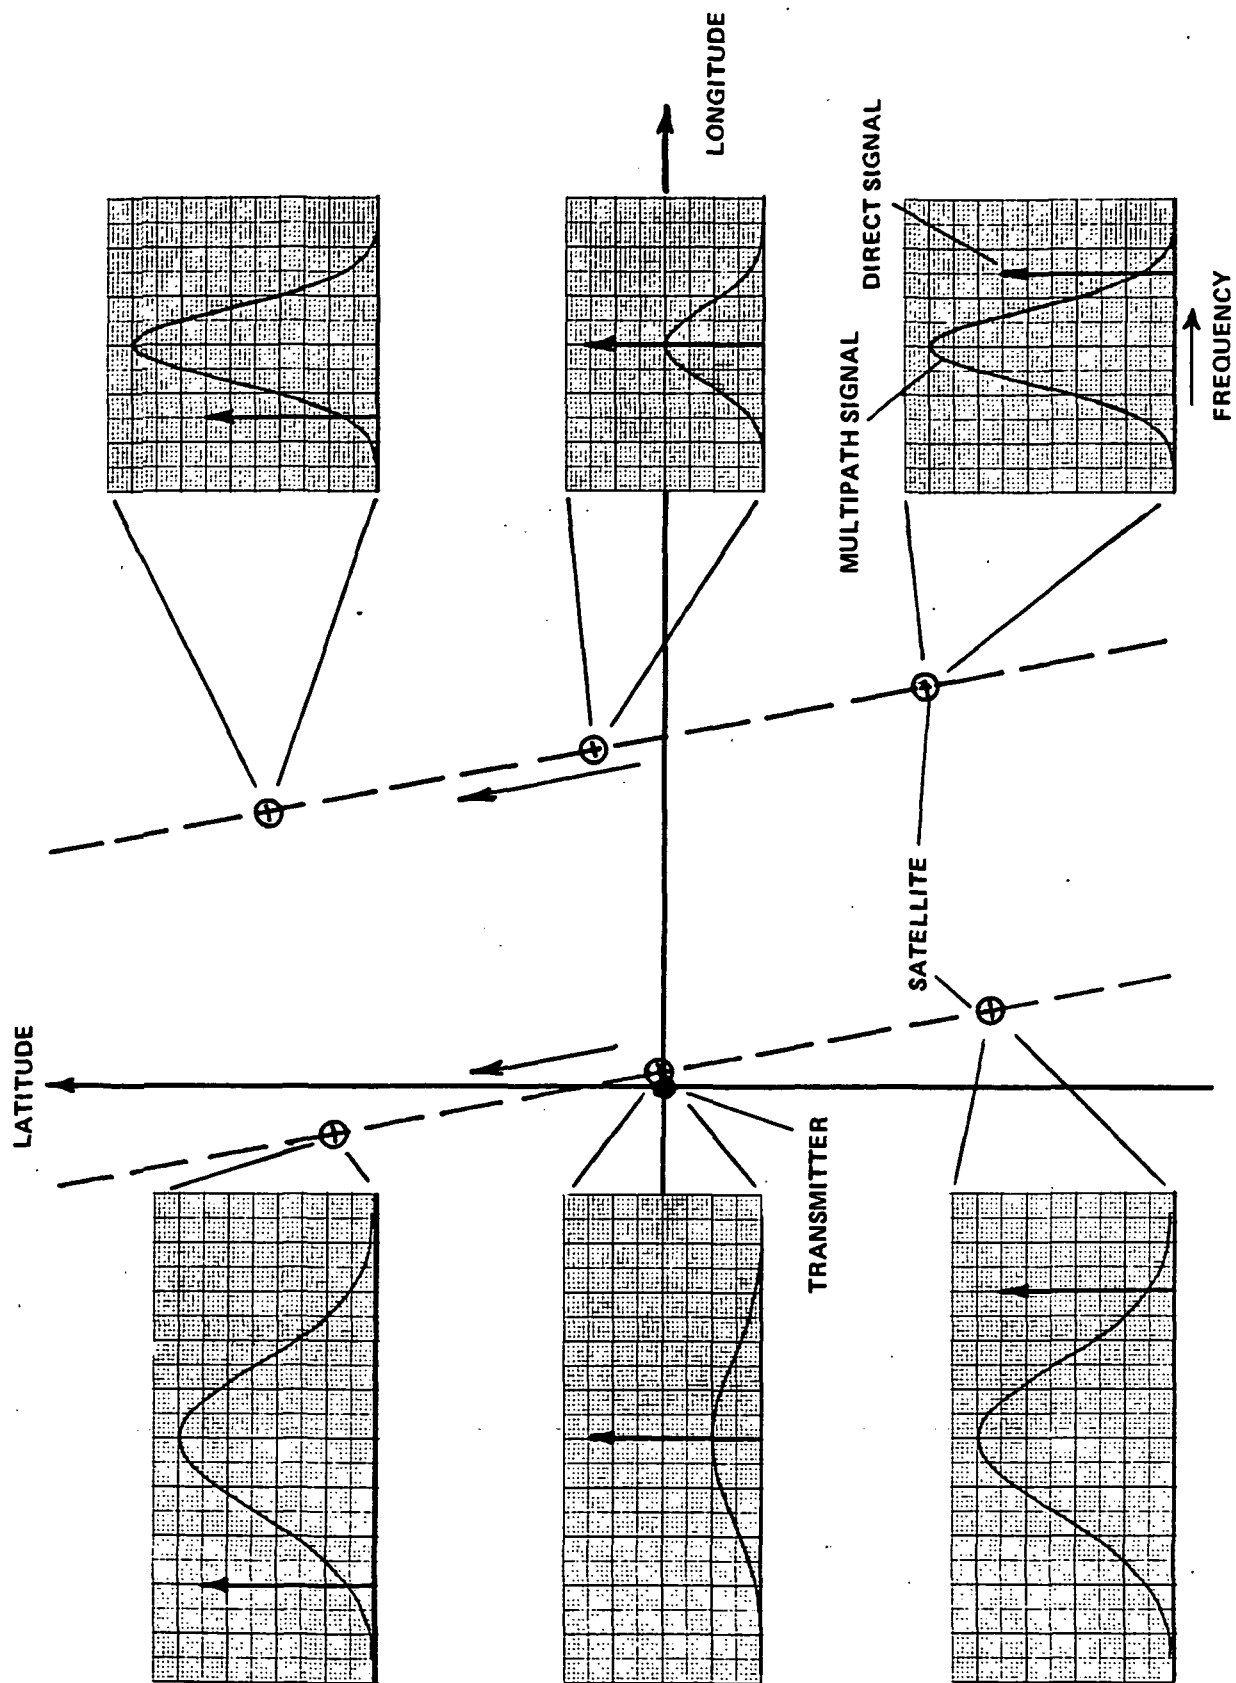 LATITUDE
LONGITUDE
DIRECT SIGNAL
MULTIPATH SIGNAL
FREQUENCY
SATELLITE
TRANSMITTER